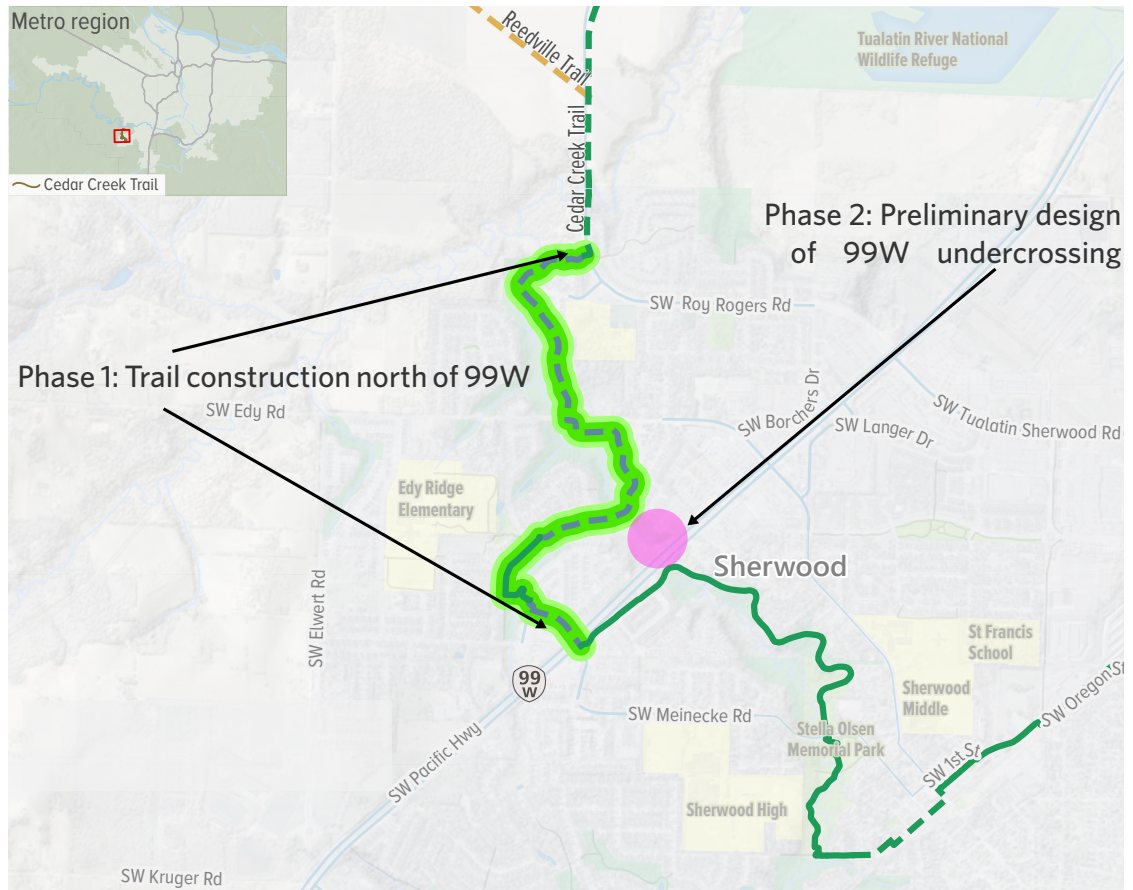 Metro region
Cedar Creek Trail
Reedville Trail
Cedar Creek Trail
Tualatin River National
Wildlife Refuge
Phase 2: Preliminary design
of 99W undercrossing
SW Roy Rogers Rd
Phase 1: Trail construction north of 99W
SW Edy Rd
SW Borchers Dr
SW Langer Dr
SW Tualatin Sherwood Rd
Edy Ridge
Elementary
Sherwood
SW Elwert Rd
St Francis
School
99
W
Sherwood
Middle
SW Oregon St
SW Meinecke Rd
Stella Olsen
Memorial Park
SW Pacific Hwy
SW 1st St
Sherwood High
SW Kruger Rd